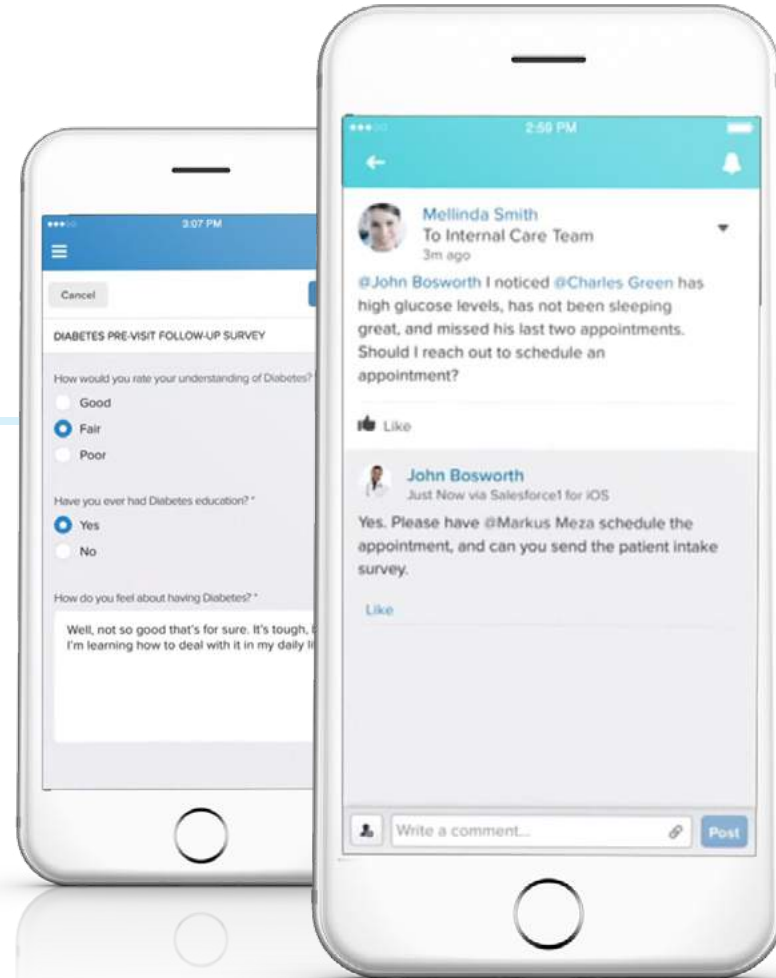 3:07 PM
Cancel
DIABETES PRE-VISIT FOLLOW-UP SURVEY
How would you rate your understanding of Diabetes?
Good
Fair
Poor
Have you ever had Diabetes education? *
Yes
No
How do you feel about having Diabetes? *
Well, not so good that's for sure. It's tough,
I'm learning how to deal with it in my daily
2:59 PM
Mellinda Smith
To Internal Care Team
3m ago
@John Bosworth I noticed @Charles Green has
high glucose levels, has not been sleeping
great, and missed his last two appointments.
Should I reach out to schedule an
appointment?
Like
John Bosworth
Just Now via Salesforce1 for iOS
Yes. Please have @Markus Meza schedule the
appointment, and can you send the patient intake
survey.
Like
Write a comment...
Post